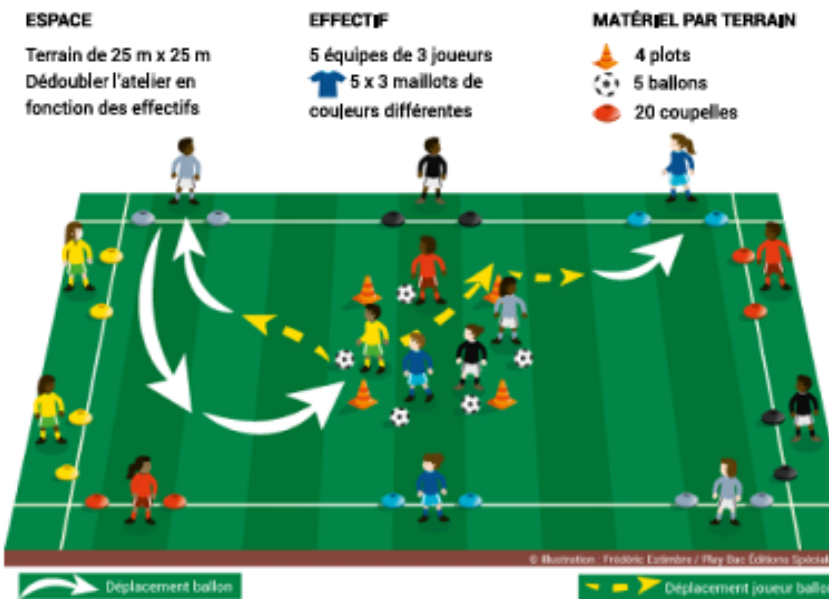 ESPACE
Terrain de 25 m x 25 m
Dédoubler l'atelier en
fonction des effectifs
EFFECTIF
5 équipes de 3 joueurs
5 x 3 maillots de
couleurs différentes
MATÉRIEL PAR TERRAIN
4 plots
5 ballons
20 coupelles
© Illustration : Frédéric Estimbre / Play Bac Éditions Spécial
Déplacement ballon
Déplacement joueur ballo